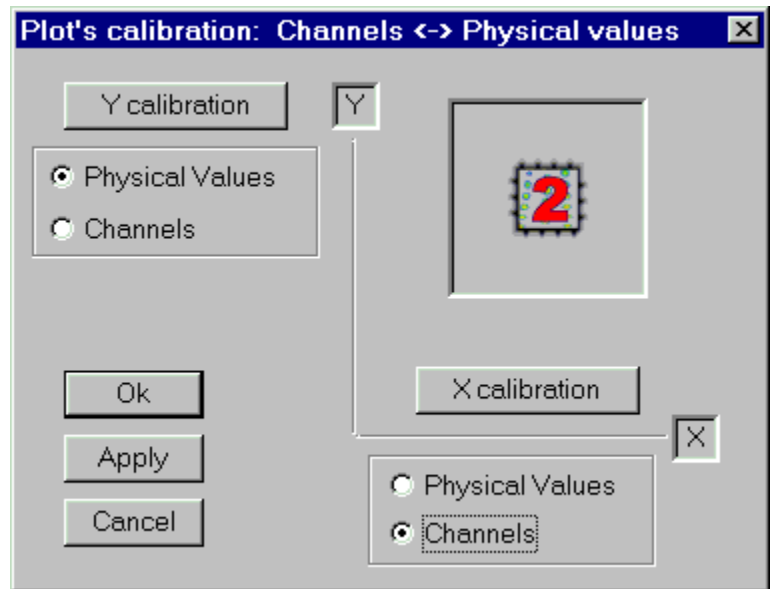 Plot's calibration: Channels <-> Physical values
Y calibration
Y
Physical Values
Channels
2
Ok
Apply
Cancel
X calibration
X
Physical Values
Channels